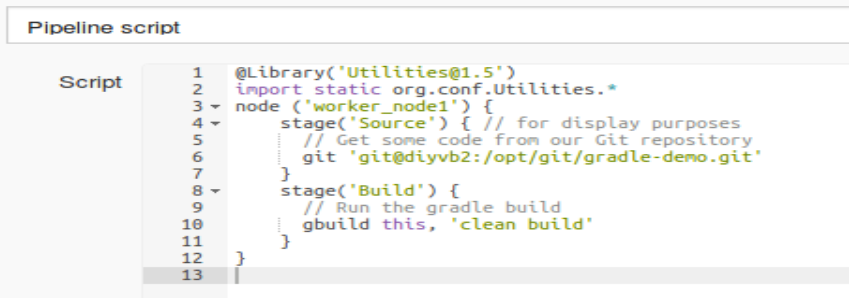 Pipeline script
Script
1 @Library('Utilities@1.5')
2 import static org.conf.Utilities.*
3 node ('worker_node1') {
4     stage('Source') { // for display purposes
5       // Get some code from our Git repository
6       git 'git@diyvb2:/opt/git/gradle-demo.git'
7     }
8     stage('Build') {
9       // Run the gradle build
10       gbuild this, 'clean build'
11     }
12 }
13